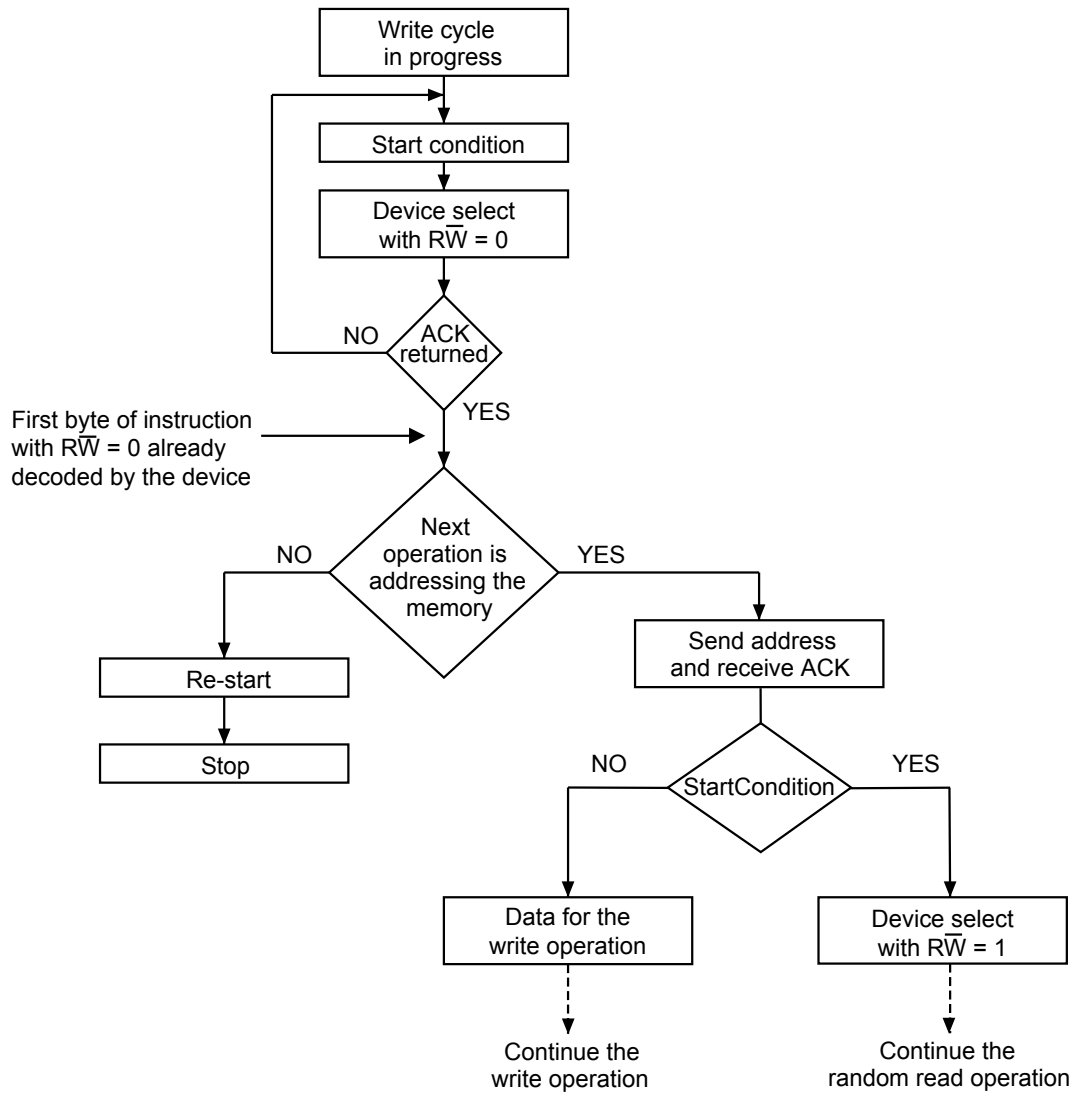 Write cycle
in progress
Start condition
Device select
with RW̅ = 0
NO
ACK
returned
YES
First byte of instruction
with RW̅ = 0 already
decoded by the device
Next
operation is
addressing the
memory
NO
YES
Re-start
Stop
Send address
and receive ACK
NO
StartCondition
YES
Data for the
write operation
Device select
with RW̅ = 1
Continue the
write operation
Continue the
random read operation